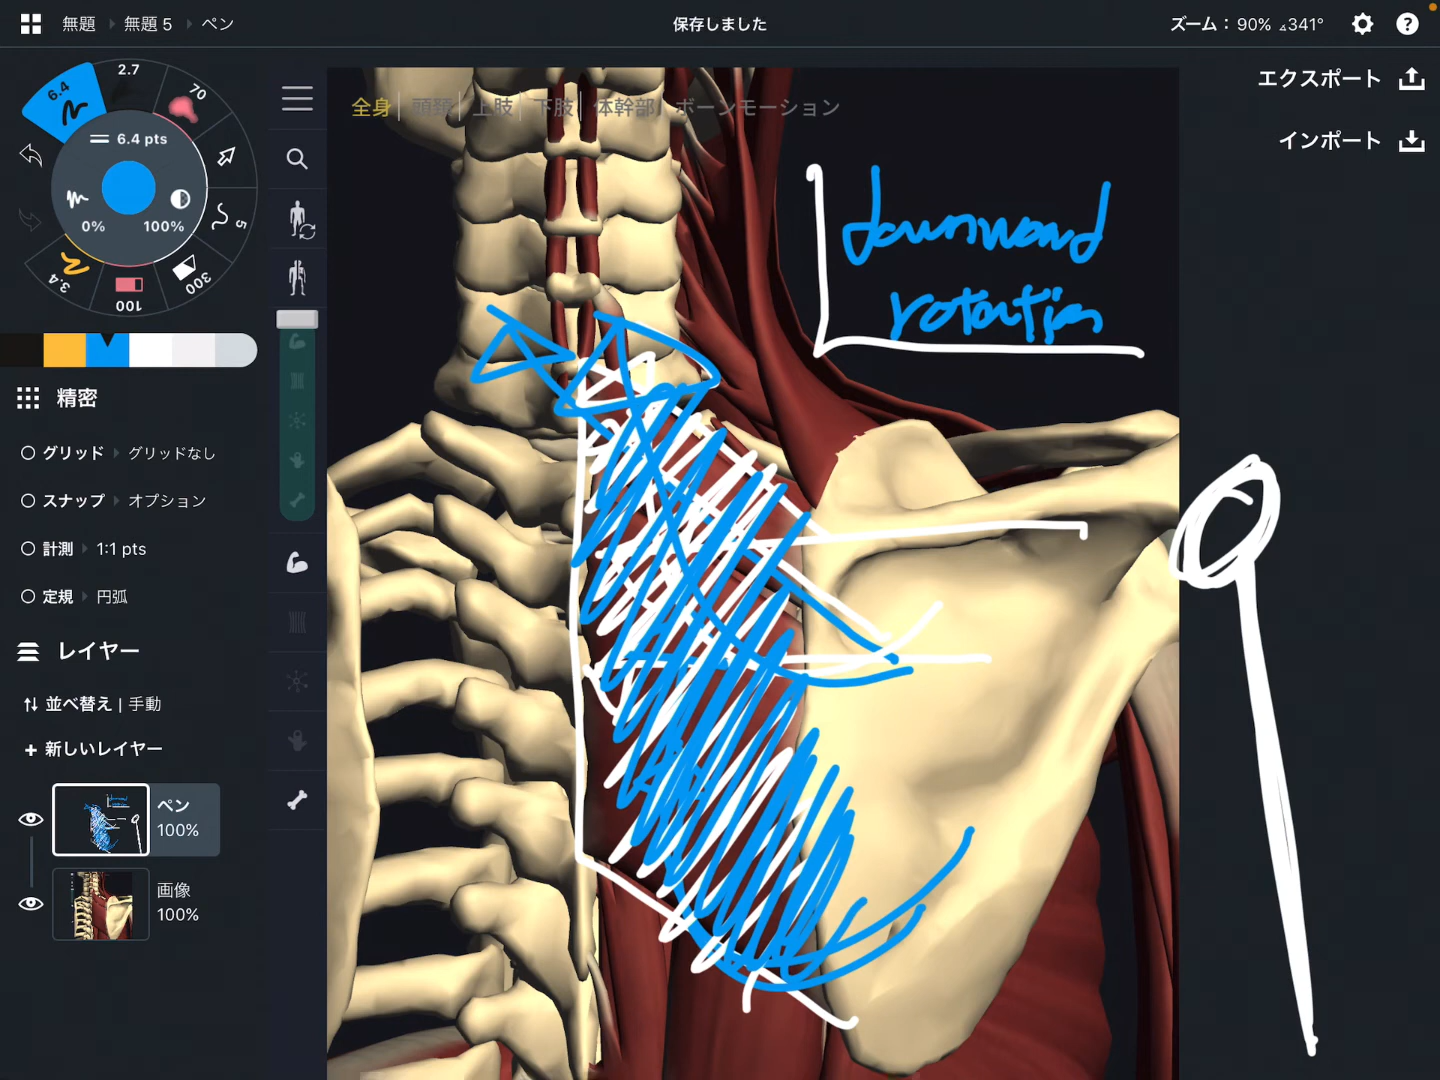 無題 無題 5 ペン
保存しました
ズーム： 90% ⊿341°
エクスポート
インポート
2.7
6.4
70
6.4 pts
0% 100%
5
3.4
100
300
全身 頭頚 上肢 下肢 体幹部 ボーンモーション
downward
rotation
精密
グリッド グリッドなし
スナップ オプション
計測 1:1 pts
定規 円弧
レイヤー
並べ替え | 手動
+ 新しいレイヤー
ペン
100%
画像
100%